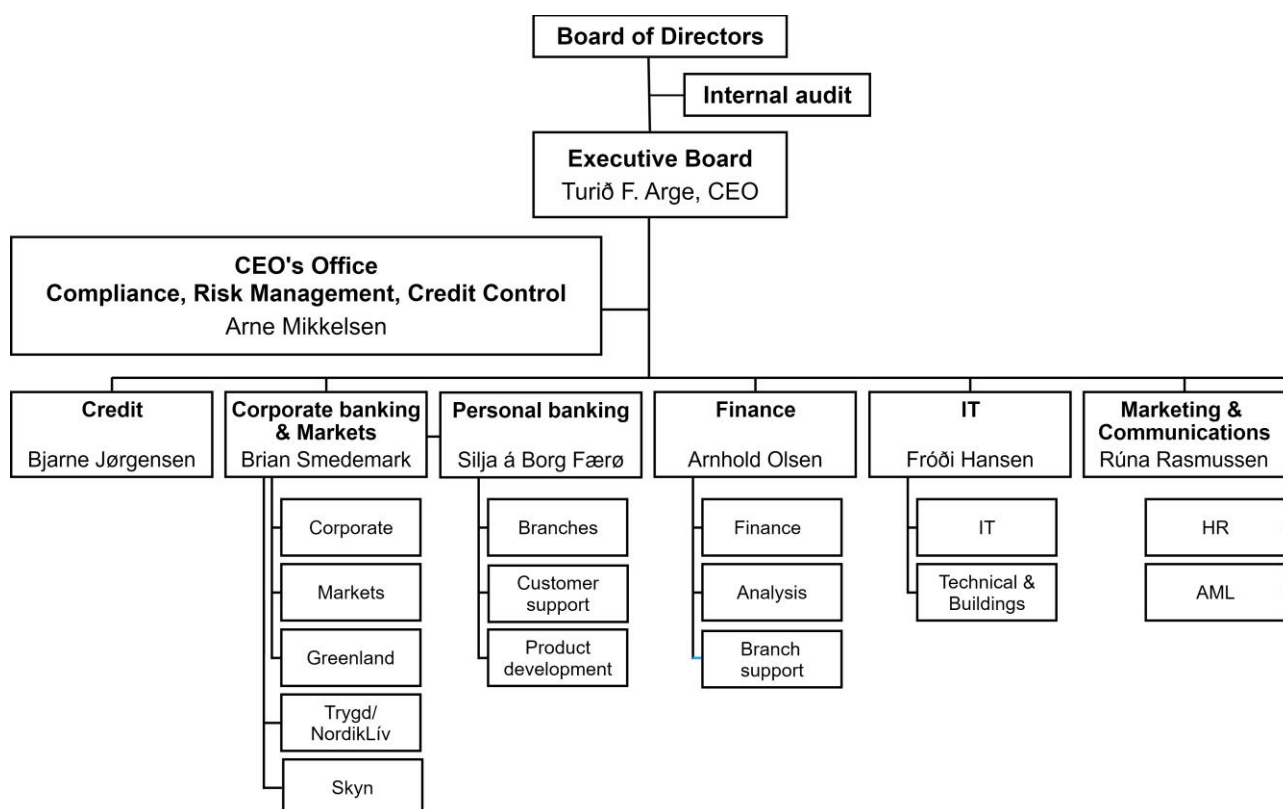 Board of Directors
Internal audit
Executive Board
Turið F. Arge, CEO
CEO's Office
Compliance, Risk Management, Credit Control
Arne Mikkelsen
Credit
Bjarne Jørgensen
Corporate banking
& Markets
Brian Smedemark
Personal banking
Silja á Borg Færø
Finance
Arnhold Olsen
IT
Fróði Hansen
Marketing &
Communications
Rúna Rasmussen
Corporate
Markets
Greenland
Trygd/
NordikLív
Skyn
Branches
Customer
support
Product
development
Finance
Analysis
Branch
support
IT
Technical &
Buildings
HR
AML